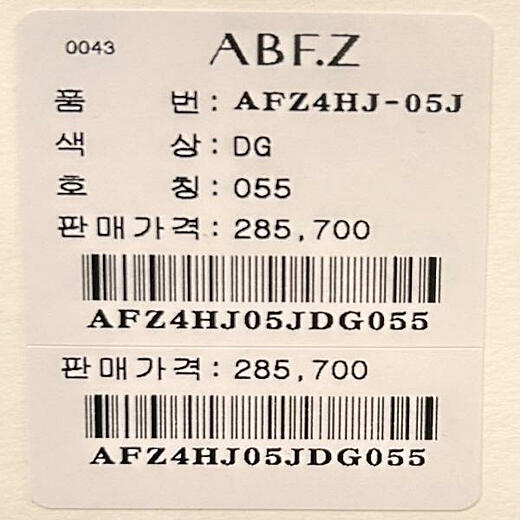 0043 ABF.Z
품 번 : AFZ4HJ-05J
색 상 : DG
호 칭 : 055
판매가격 : 285,700
AFZ4HJ05JDG055
판매가격 : 285,700
AFZ4HJ05JDG055